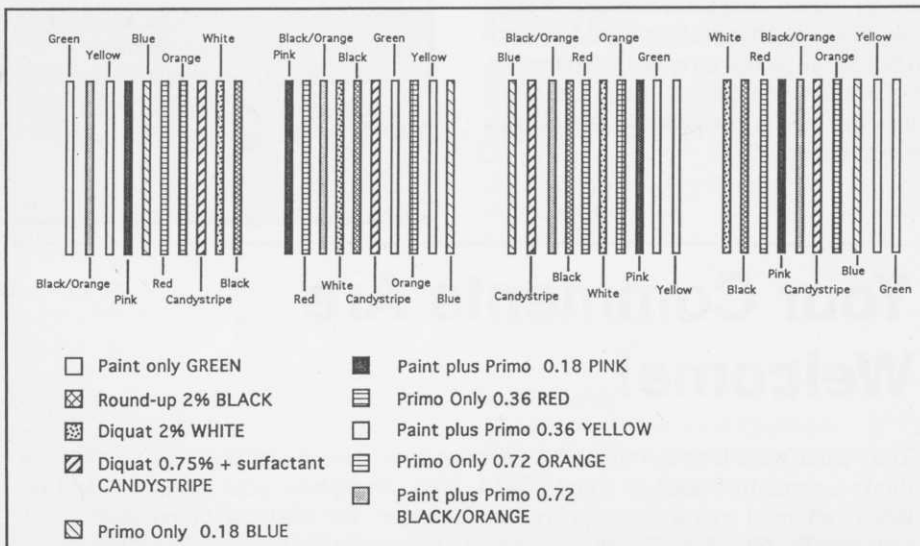 Green Blue White Black/Orange Green Black/Orange Orange White Black/Orange Yellow
Yellow Orange Pink Black Yellow Blue Red Green Red Orange
Black/Orange Pink Red Candystripe Black
Red White Candystripe Orange Blue
Candystripe Black White Pink Yellow
Black Pink Candystripe Blue Green
Your Comments Are
Welcome!
Paint only GREEN
Round-up 2% BLACK
Diquat 2% WHITE
Diquat 0.75% + surfactant
CANDYSTRIPE
Primo Only 0.18 BLUE
Paint plus Primo 0.18 PINK
Primo Only 0.36 RED
Paint plus Primo 0.36 YELLOW
Primo Only 0.72 ORANGE
Paint plus Primo 0.72
BLACK/ORANGE